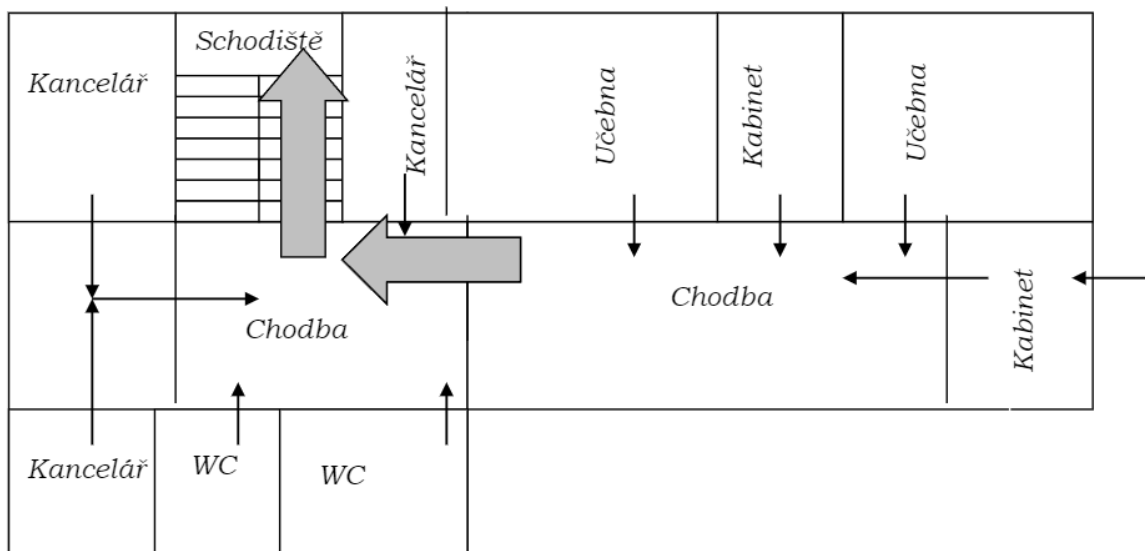 Schodiště
Kancelář
Kancelář
Učebna
Kabinet
Učebna
Chodba
Chodba
Kabinet
Kancelář
WC
WC